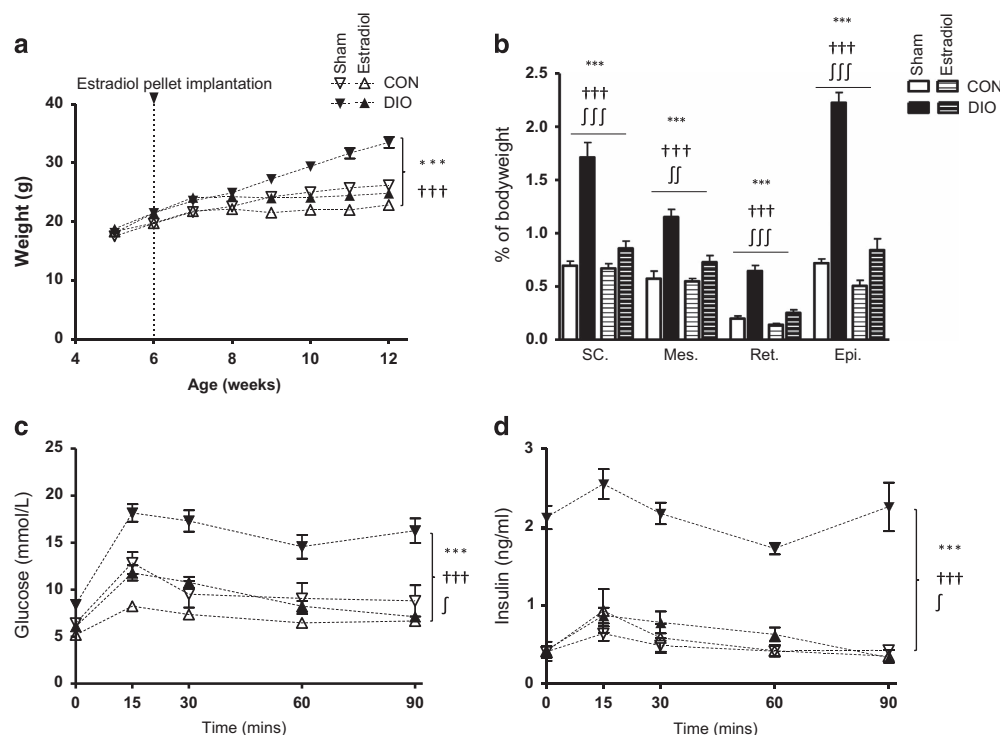 a
Sham
Estradiol
Estradiol pellet implantation
CON
DIO
40
30
20
10
0
Weight (g)
* * *
†††
4 6 8 10 12
Age (weeks)
b
Sham
Estradiol
CON
DIO
2.5
2.0
1.5
1.0
0.5
0.0
% of bodyweight
***
†††
∫∫∫
***
†††
∫∫
***
†††
∫∫∫
***
†††
∫∫∫
SC. Mes. Ret. Epi.
c
25
20
15
10
5
0
Glucose (mmol/L)
***
†††
∫
0 15 30 60 90
Time (mins)
d
3
2
1
0
Insulin (ng/ml)
***
†††
∫
0 15 30 60 90
Time (mins)